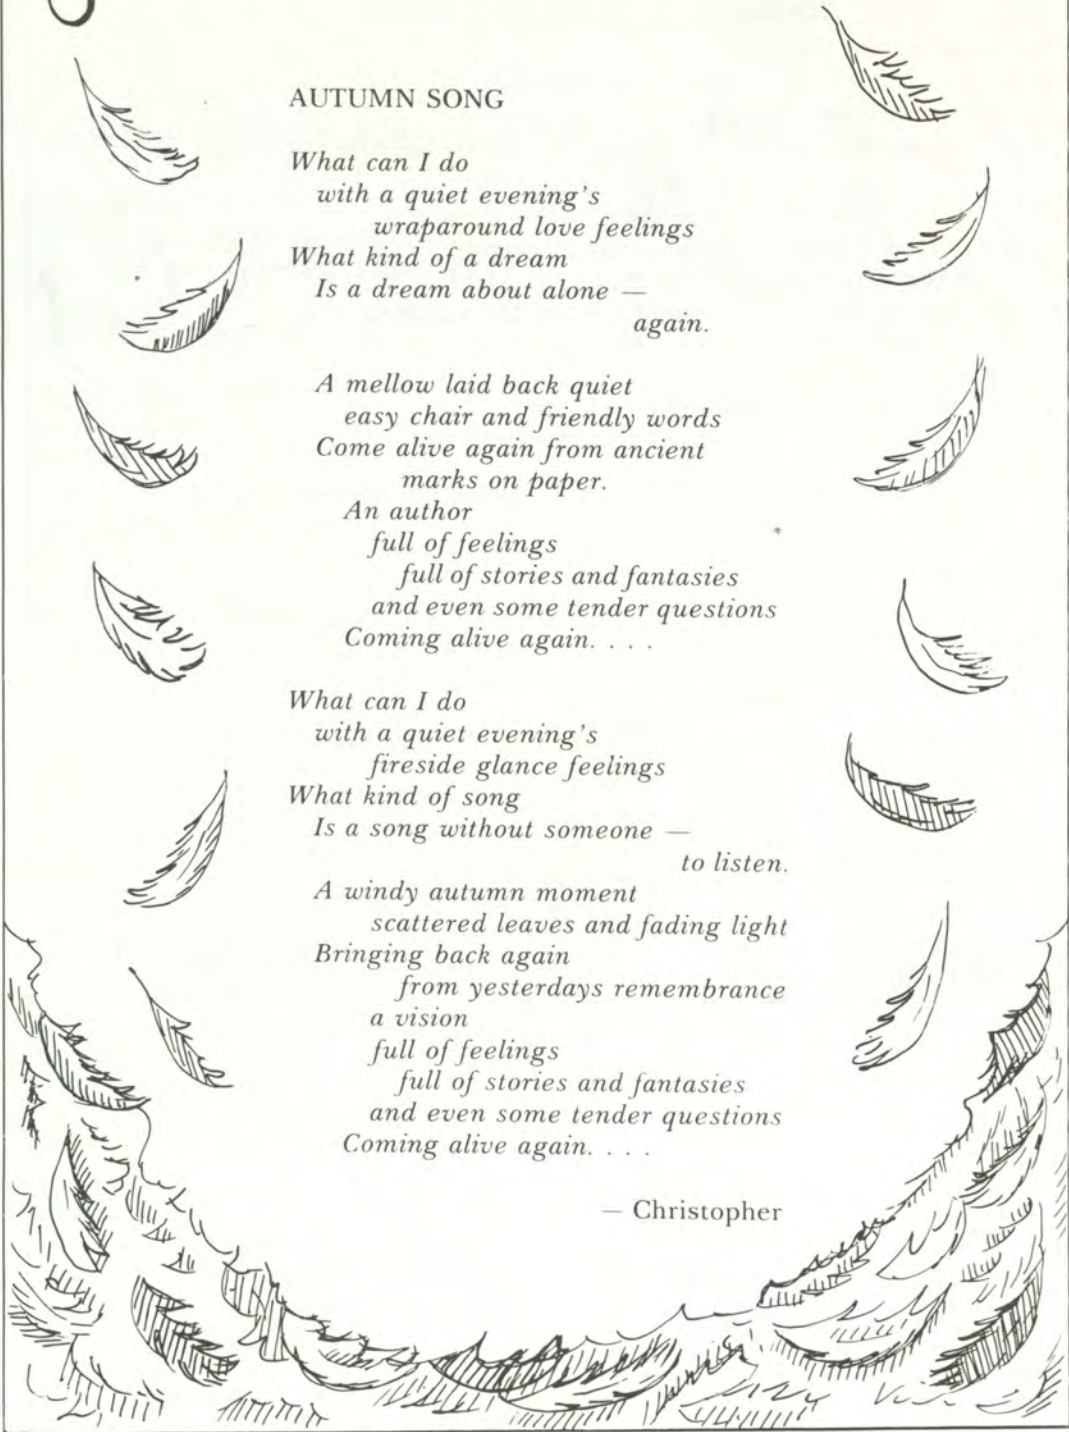 AUTUMN SONG
What can I do
with a quiet evening's
wraparound love feelings
What kind of a dream
Is a dream about alone —
again.
A mellow laid back quiet
easy chair and friendly words
Come alive again from ancient
marks on paper.
An author
full of feelings
full of stories and fantasies
and even some tender questions
Coming alive again. . . .
What can I do
with a quiet evening's
fireside glance feelings
What kind of song
Is a song without someone —
to listen.
A windy autumn moment
scattered leaves and fading light
Bringing back again
from yesterdays remembrance
a vision
full of feelings
full of stories and fantasies
and even some tender questions
Coming alive again. . . .
— Christopher